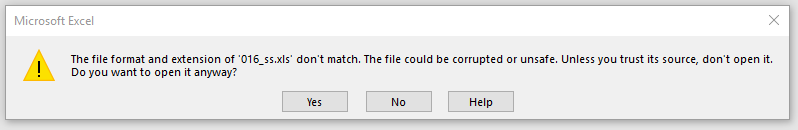 Microsoft Excel
The file format and extension of '016_ss.xls' don't match. The file could be corrupted or unsafe. Unless you trust its source, don't open it.
Do you want to open it anyway?
Yes No Help